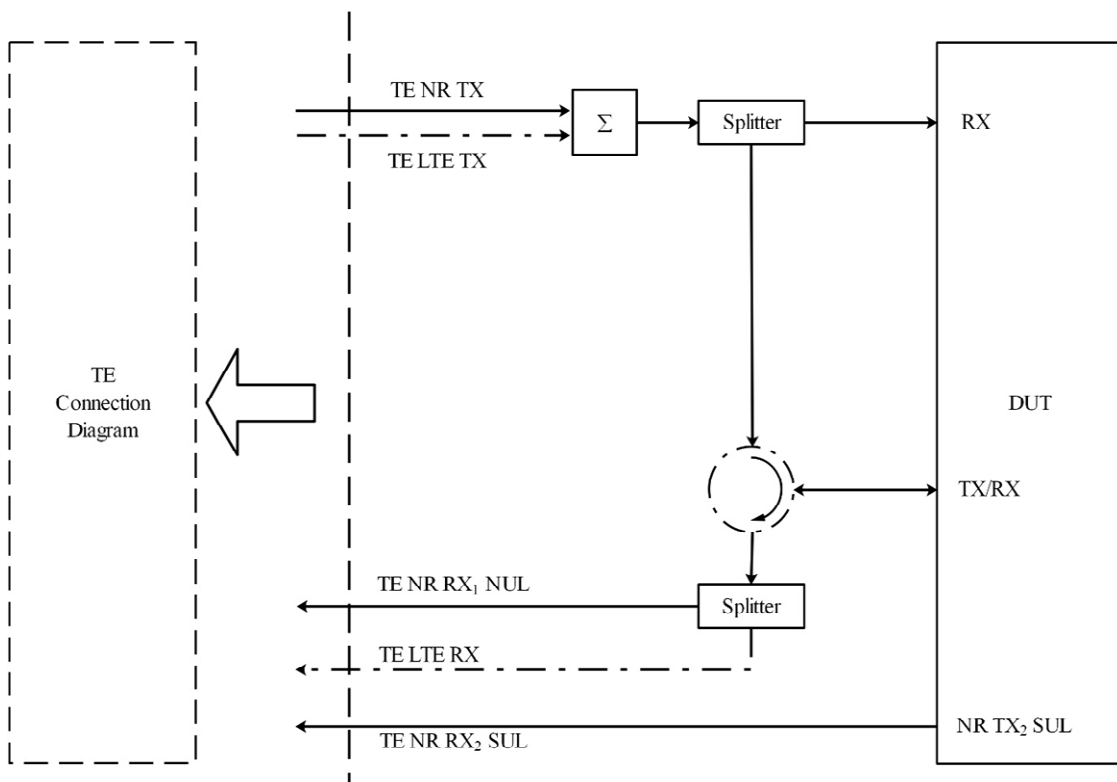 TE NR TX
TE LTE TX
Σ
Splitter
RX
TE
Connection
Diagram
DUT
TX/RX
TE NR RX₁ NUL
Splitter
TE LTE RX
TE NR RX₂ SUL
NR TX₂ SUL